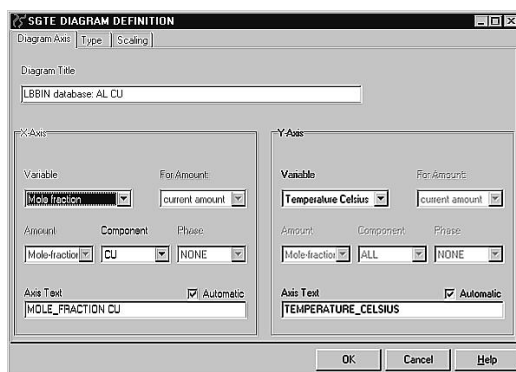 SGTE DIAGRAM DEFINITION
Diagram Axis Type Scaling
Diagram Title
LBBIN database: AL CU
X-Axis Y-Axis
Variable For Amount: Variable For Amount:
Mole fraction current amount Temperature Celsius current amount
Amount: Component Phase: Amount: Component Phase:
Mole-fraction CU NONE Mole-fraction ALL NONE
Axis Text Automatic Axis Text Automatic
MOLE_FRACTION CU TEMPERATURE_CELSIUS
OK Cancel Help